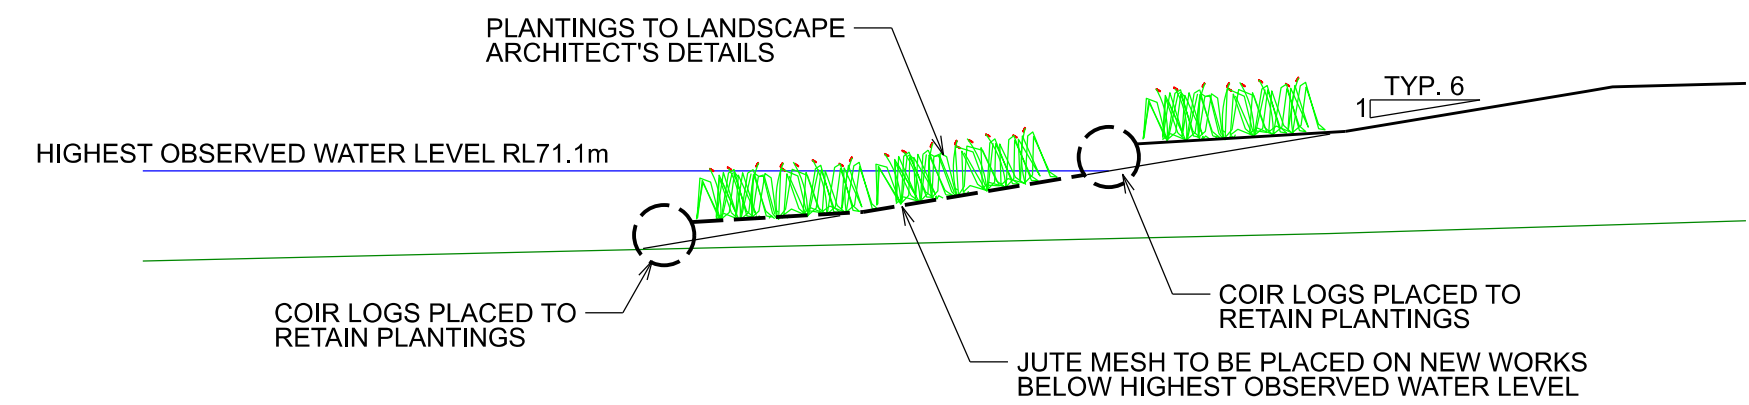 PLANTINGS TO LANDSCAPE
ARCHITECT'S DETAILS
TYP. 6
1
HIGHEST OBSERVED WATER LEVEL RL71.1m
COIR LOGS PLACED TO
RETAIN PLANTINGS
COIR LOGS PLACED TO
RETAIN PLANTINGS
JUTE MESH TO BE PLACED ON NEW WORKS
BELOW HIGHEST OBSERVED WATER LEVEL